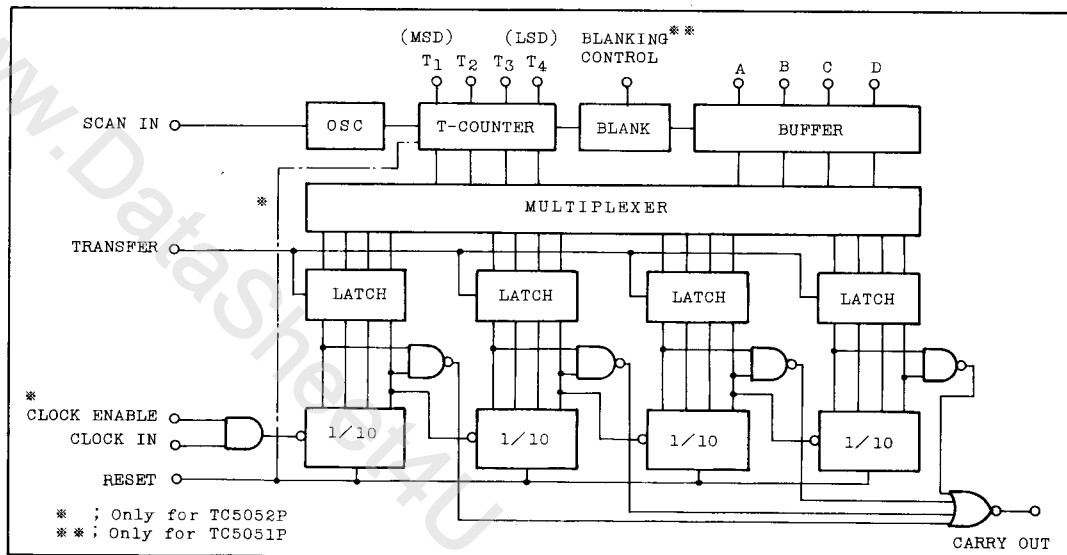 (MSD) (LSD) BLANKING※※
T1 T2 T3 T4 CONTROL A B C D
SCAN IN OSC T-COUNTER BLANK BUFFER
※ MULTIPLEXER
TRANSFER
LATCH LATCH LATCH LATCH
※
CLOCK ENABLE
CLOCK IN 1/10 1/10 1/10 1/10
RESET
※ ; Only for TC5052P
※※; Only for TC5051P
CARRY OUT
www.DataSheet4U